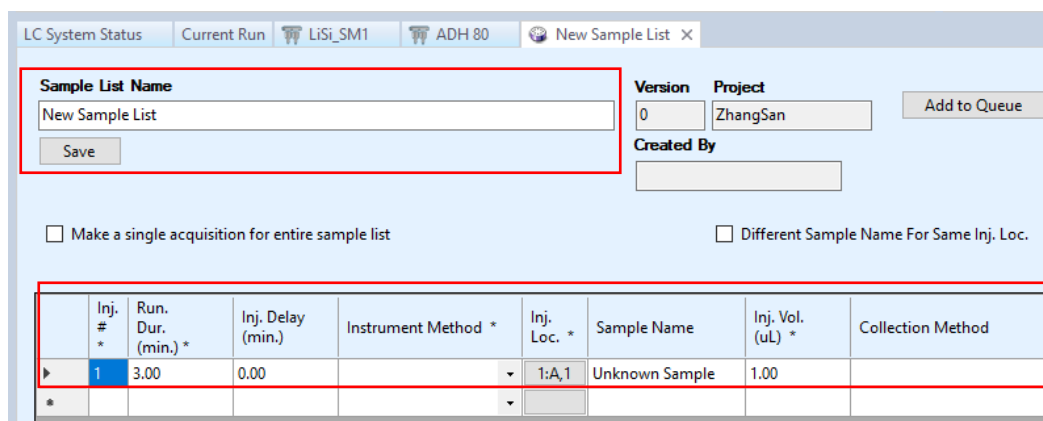 LC System Status Current Run LiSi_SM1 ADH 80 New Sample List
Sample List Name
New Sample List
Save
Version Project
0 ZhangSan
Add to Queue
Created By
Make a single acquisition for entire sample list
Different Sample Name For Same Inj. Loc.
Inj. # * Run. Dur. (min.) * Inj. Delay (min.) Instrument Method * Inj. Loc. * Sample Name Inj. Vol. (uL) * Collection Method
1 3.00 0.00 1:A,1 Unknown Sample 1.00